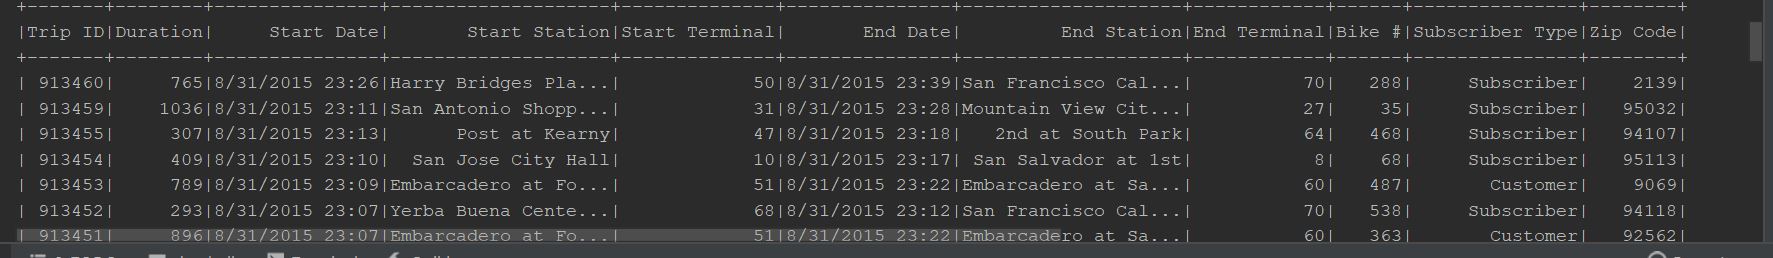 +-------+--------+---------------+--------------------+--------------+---------------+--------------------+------------+------+---------------+--------+
|Trip ID|Duration|     Start Date|       Start Station|Start Terminal|       End Date|         End Station|End Terminal|Bike #|Subscriber Type|Zip Code|
+-------+--------+---------------+--------------------+--------------+---------------+--------------------+------------+------+---------------+--------+
| 913460|     765|8/31/2015 23:26|Harry Bridges Pla...|            50|8/31/2015 23:39|San Francisco Cal...|          70|   288|     Subscriber|    2139|
| 913459|    1036|8/31/2015 23:11|San Antonio Shopp...|            31|8/31/2015 23:28|Mountain View Cit...|          27|    35|     Subscriber|   95032|
| 913455|     307|8/31/2015 23:13|      Post at Kearny|            47|8/31/2015 23:18|   2nd at South Park|          64|   468|     Subscriber|   94107|
| 913454|     409|8/31/2015 23:10|  San Jose City Hall|            10|8/31/2015 23:17| San Salvador at 1st|           8|    68|     Subscriber|   95113|
| 913453|     789|8/31/2015 23:09|Embarcadero at Fo...|            51|8/31/2015 23:22|Embarcadero at Sa...|          60|   487|       Customer|    9069|
| 913452|     293|8/31/2015 23:07|Yerba Buena Cente...|            68|8/31/2015 23:12|San Francisco Cal...|          70|   538|     Subscriber|   94118|
| 913451|     896|8/31/2015 23:07|Embarcadero at Fo...|            51|8/31/2015 23:22|Embarcadero at Sa...|          60|   363|       Customer|   92562|